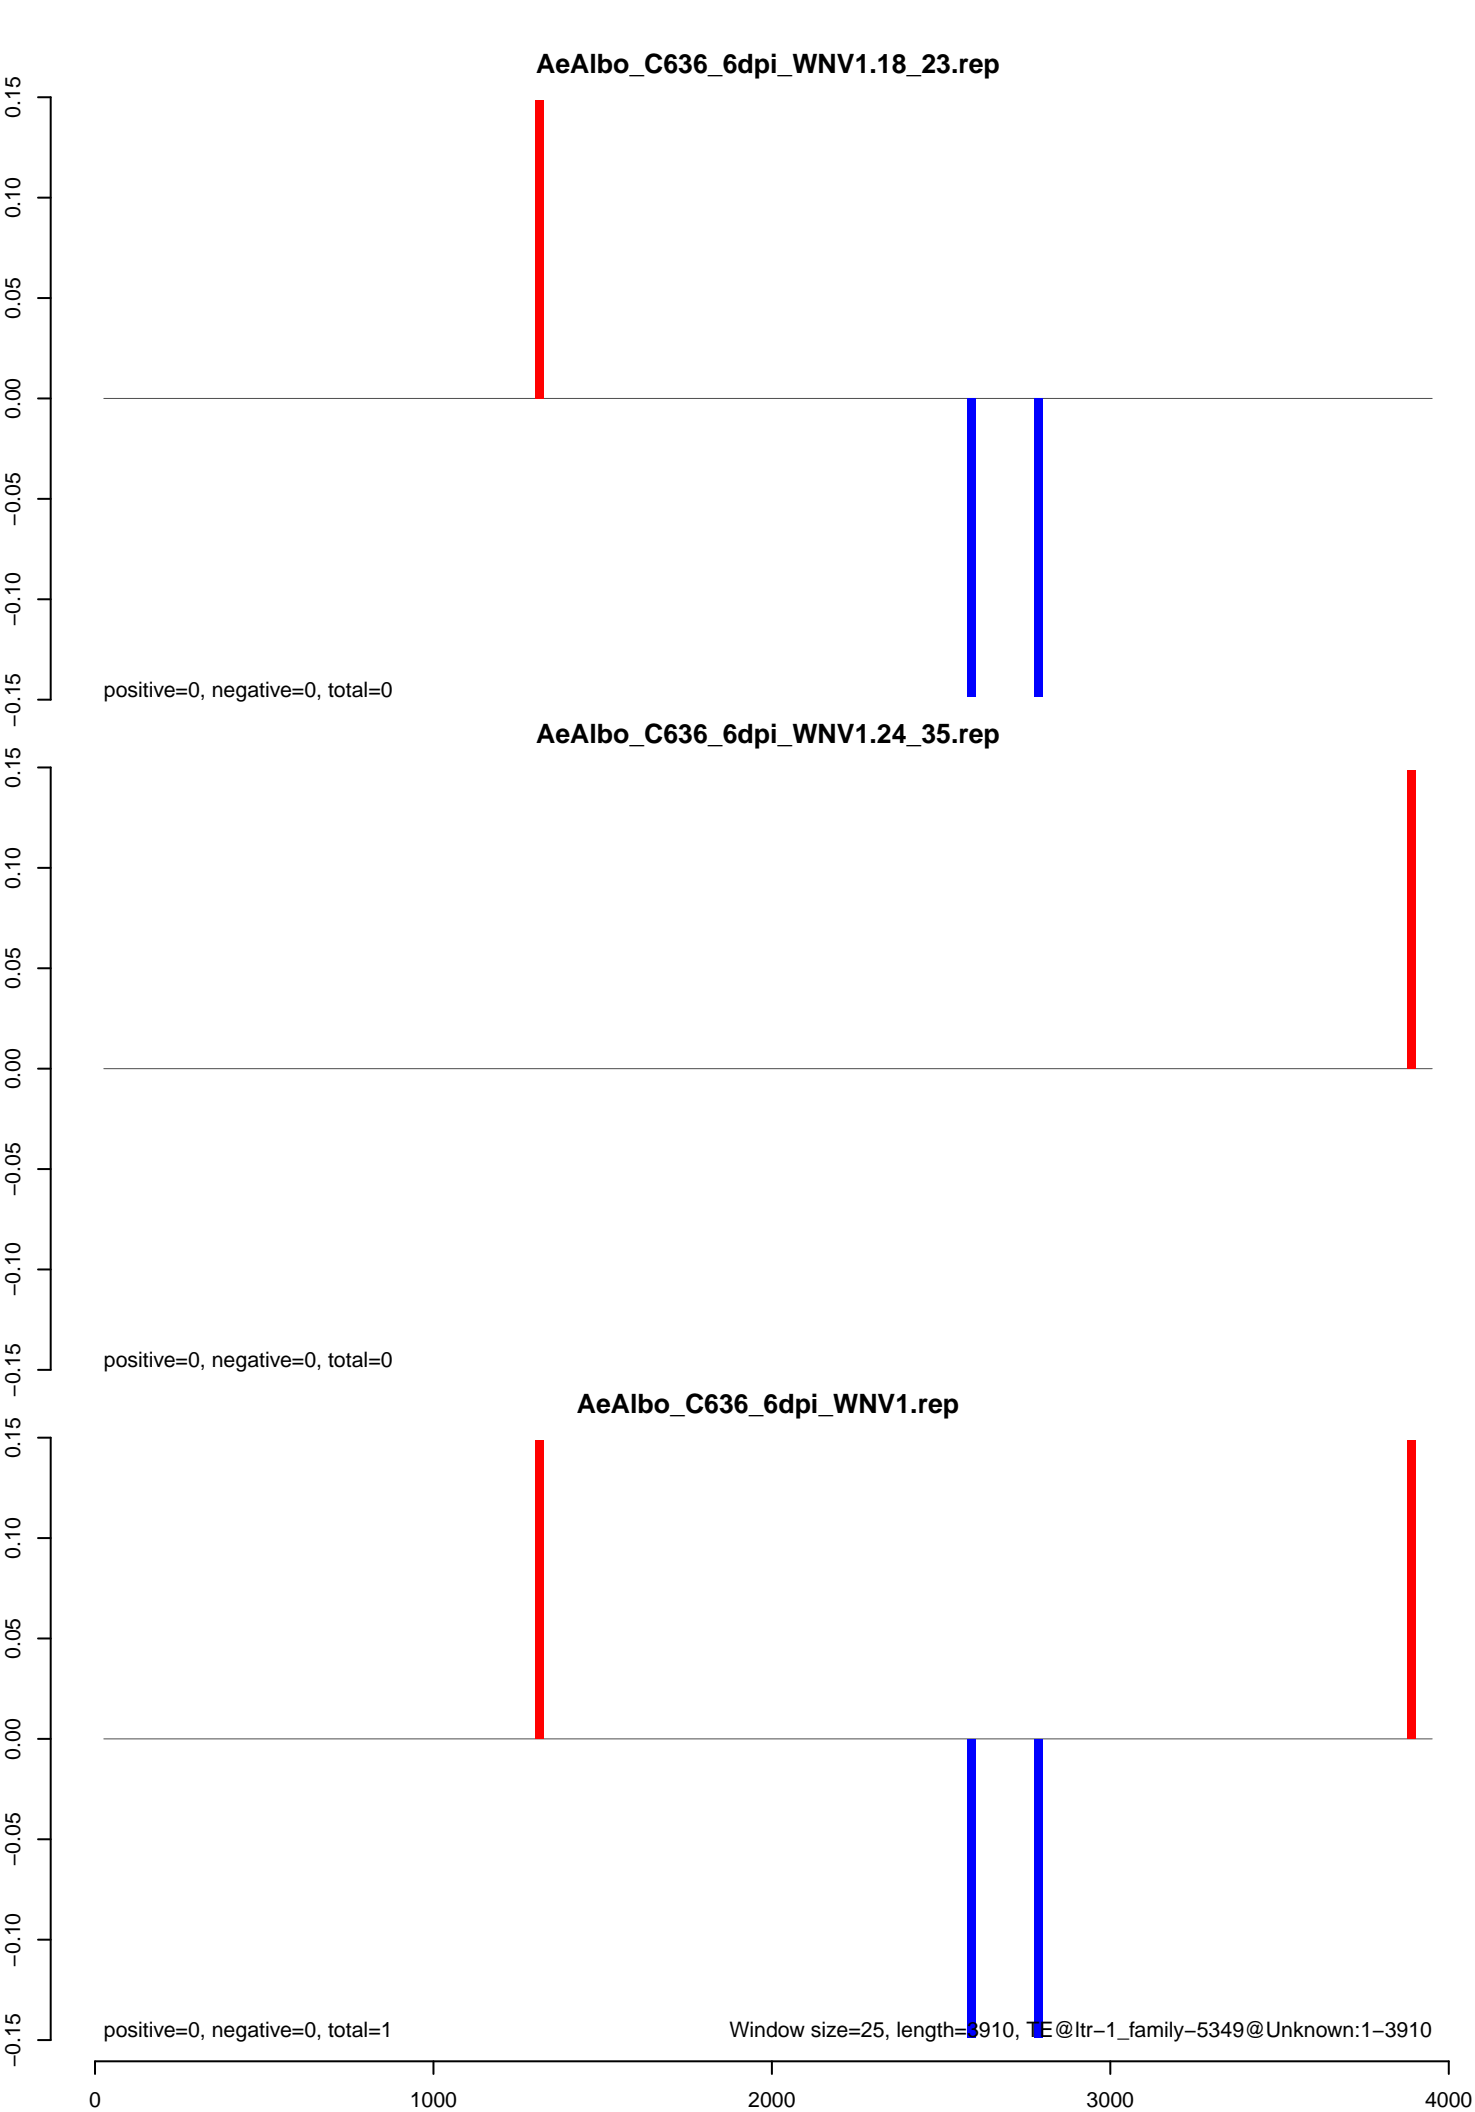 AeAlbo_C636_6dpi_WNV1.18_23.rep
0.15
0.10
0.05
0.00
−0.05
−0.10
−0.15
positive=0, negative=0, total=0
AeAlbo_C636_6dpi_WNV1.24_35.rep
0.15
0.10
0.05
0.00
−0.05
−0.10
−0.15
positive=0, negative=0, total=0
AeAlbo_C636_6dpi_WNV1.rep
0.15
0.10
0.05
0.00
−0.05
−0.10
−0.15
positive=0, negative=0, total=1
Window size=25, length=3910, TE@ltr−1_family−5349@Unknown:1−3910
0 1000 2000 3000 4000